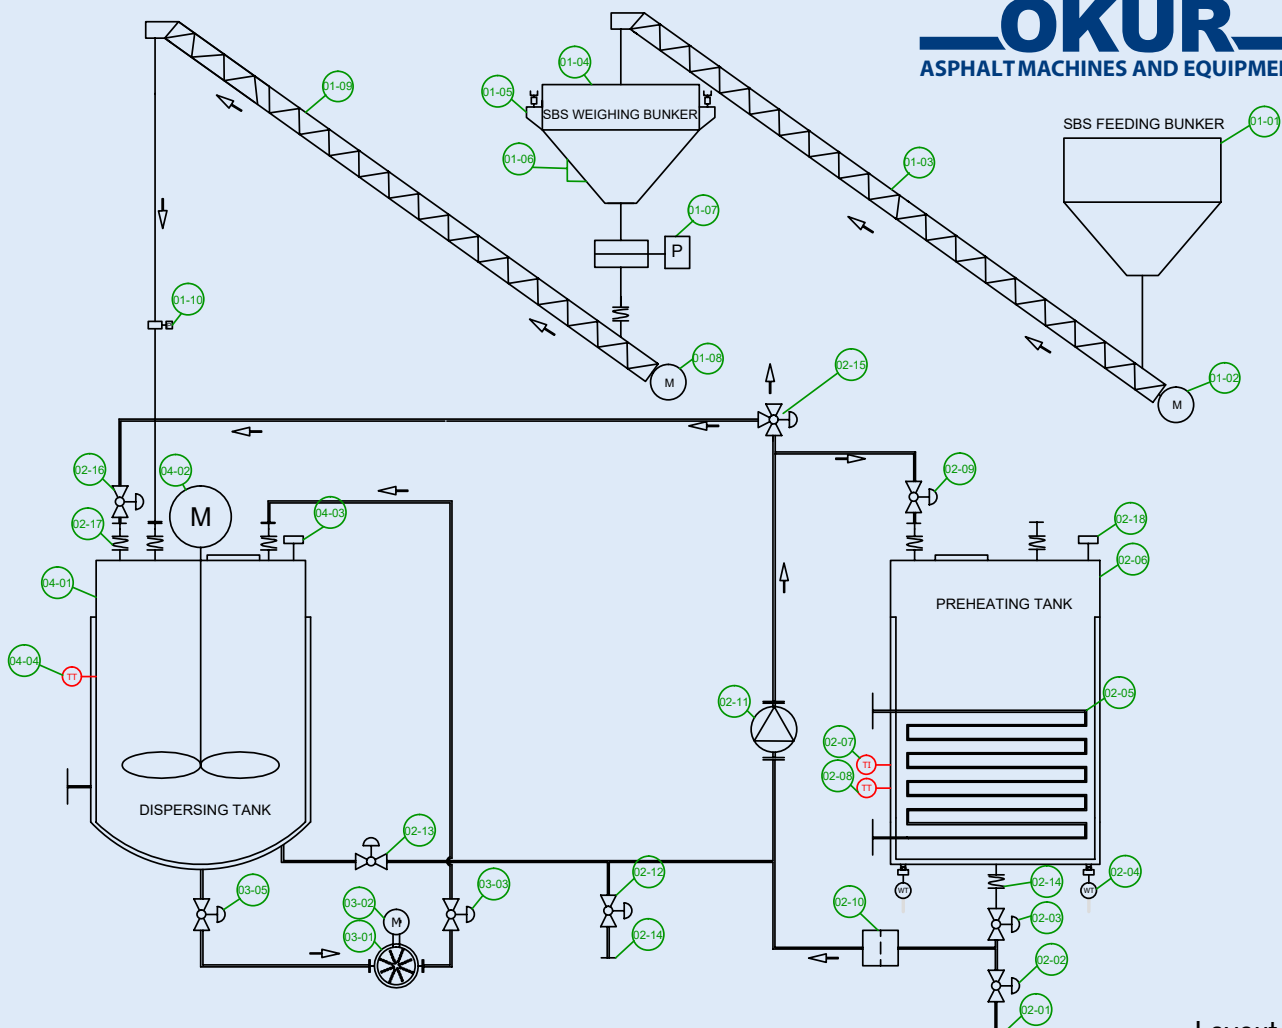 OKUR
ASPHALT MACHINES AND EQUIPMEN
01-09
01-04
01-05
SBS WEIGHING BUNKER
01-06
01-03
SBS FEEDING BUNKER
01-01
01-07
P
01-10
01-08
M
01-02
M
02-15
02-16
04-02
M
02-17
04-03
02-09
02-18
02-06
04-01
PREHEATING TANK
04-04
TT
02-05
02-11
02-07
TI
02-08
TT
DISPERSING TANK
02-13
02-12
02-14
WT
WT
02-04
03-05
03-02
M
03-03
03-01
02-14
02-10
02-03
02-02
02-01